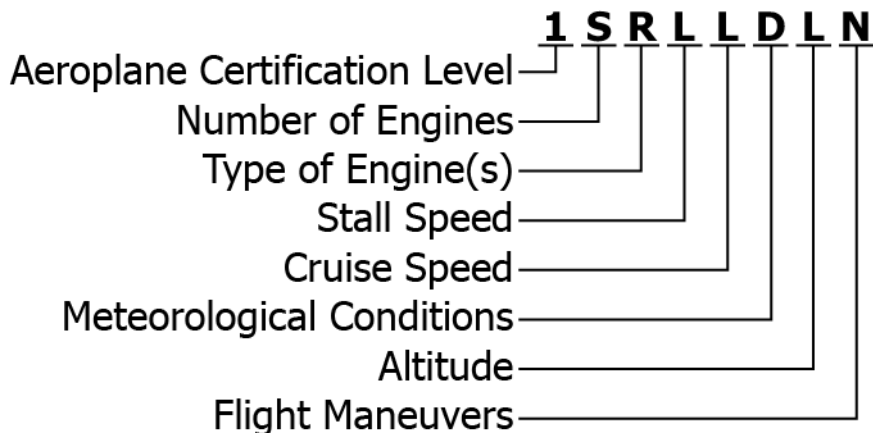 1 S R L L D L N
Aeroplane Certification Level
Number of Engines
Type of Engine(s)
Stall Speed
Cruise Speed
Meteorological Conditions
Altitude
Flight Maneuvers